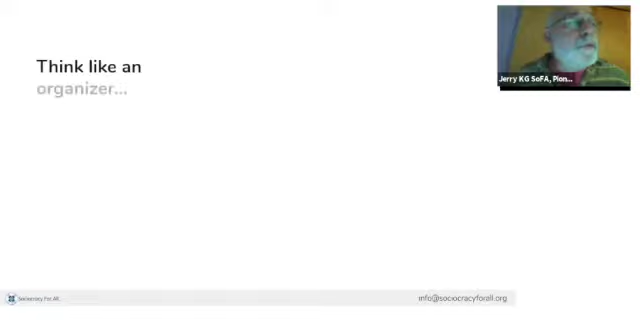 Think like an
organizer...
Jerry KG SoFA, Pion...
Sociocracy For All
info@sociocracyforall.org